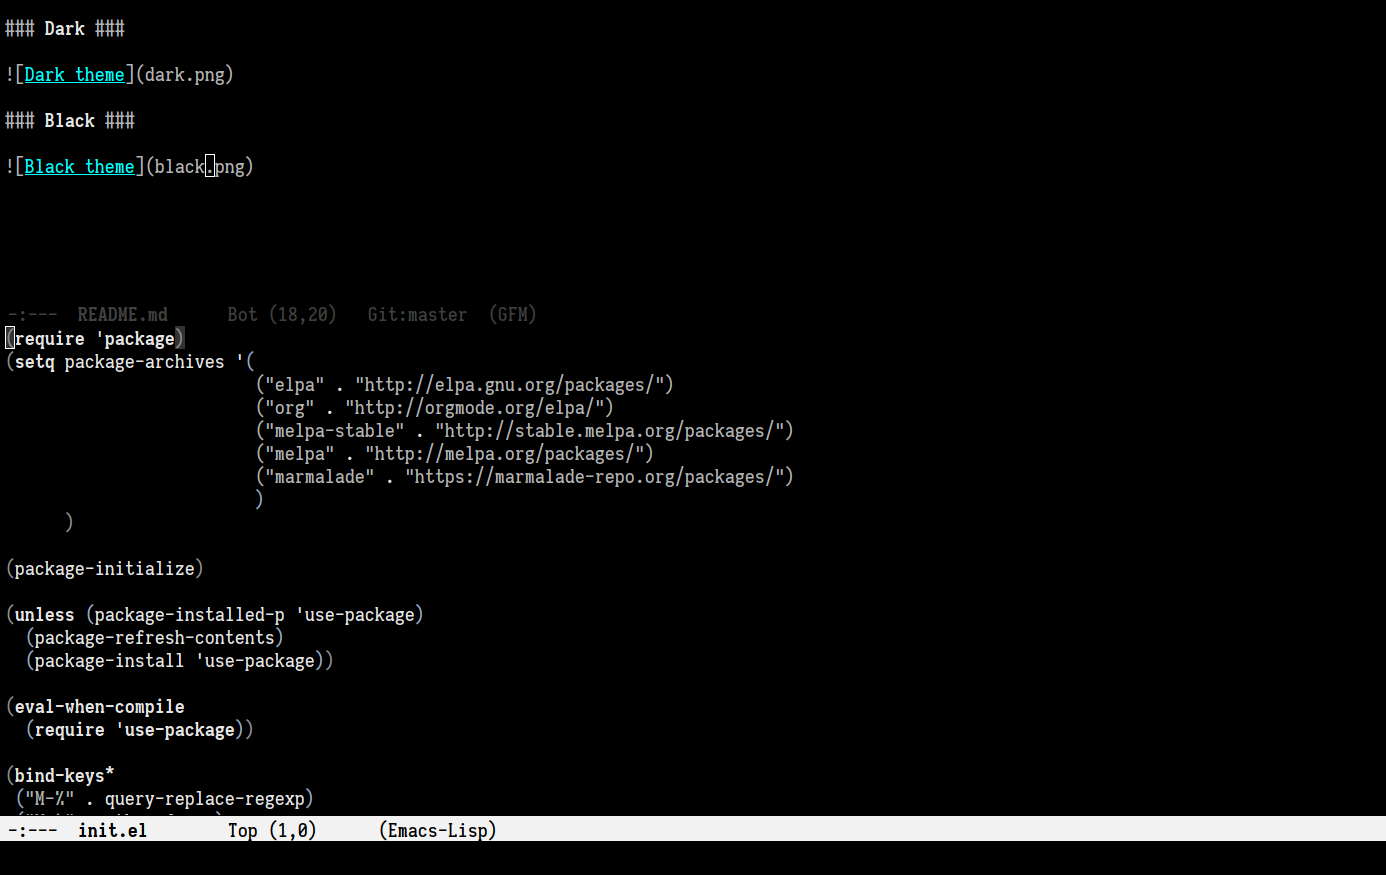 ### Dark ###
![Dark theme](dark.png)
### Black ###
![Black theme](black.png)
-:---  README.md      Bot (18,20)   Git:master  (GFM)
(require 'package)
(setq package-archives '(
("elpa" . "http://elpa.gnu.org/packages/")
("org" . "http://orgmode.org/elpa/")
("melpa-stable" . "http://stable.melpa.org/packages/")
("melpa" . "http://melpa.org/packages/")
("marmalade" . "https://marmalade-repo.org/packages/")
)
)
(package-initialize)
(unless (package-installed-p 'use-package)
(package-refresh-contents)
(package-install 'use-package))
(eval-when-compile
(require 'use-package))
(bind-keys*
("M-%" . query-replace-regexp)
-:---  init.el        Top (1,0)      (Emacs-Lisp)